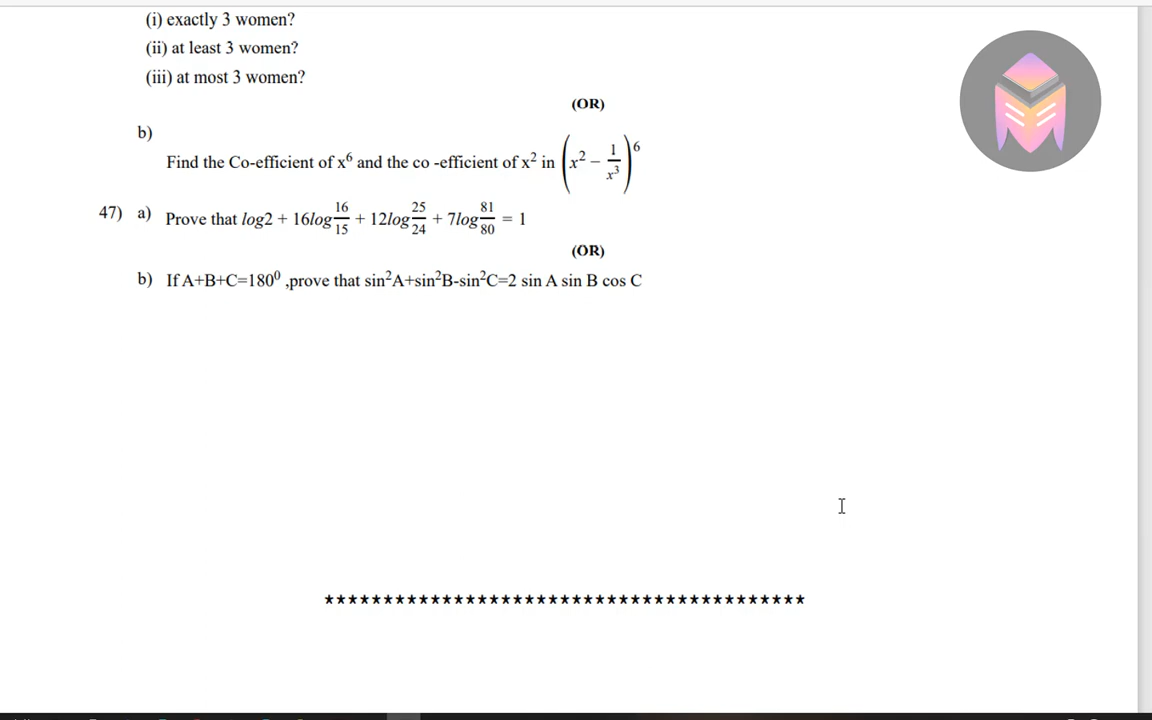 (i) exactly 3 women?
(ii) at least 3 women?
(iii) at most 3 women?
(OR)
b)
Find the Co-efficient of x⁶ and the co -efficient of x² in (x² − 1/x³)⁶
47) a) Prove that log2 + 16log 16/15 + 12log 25/24 + 7log 81/80 = 1
(OR)
b) If A+B+C=180⁰ ,prove that sin²A+sin²B-sin²C=2 sin A sin B cos C
*****************************************